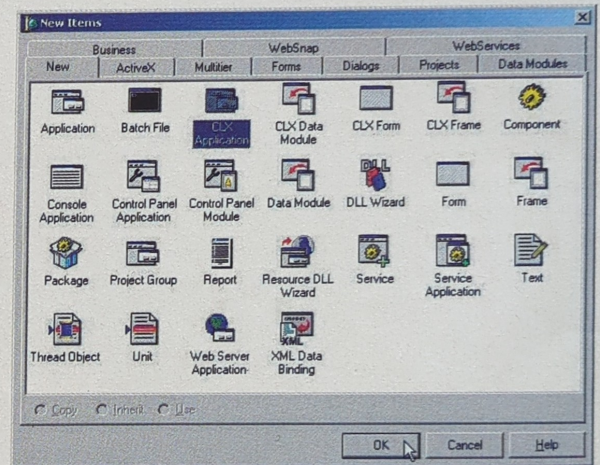 New Items
Business WebSnap WebServices
New ActiveX Multitier Forms Dialogs Projects Data Modules
Application Batch File CLX Application CLX Data Module CLX Form CLX Frame Component
Console Application Control Panel Application Control Panel Module Data Module DLL Wizard Form Frame
Package Project Group Report Resource DLL Wizard Service Service Application Text
Thread Object Unit Web Server Application XML Data Binding
DLL
XML
Copy Inherit Use
OK Cancel Help